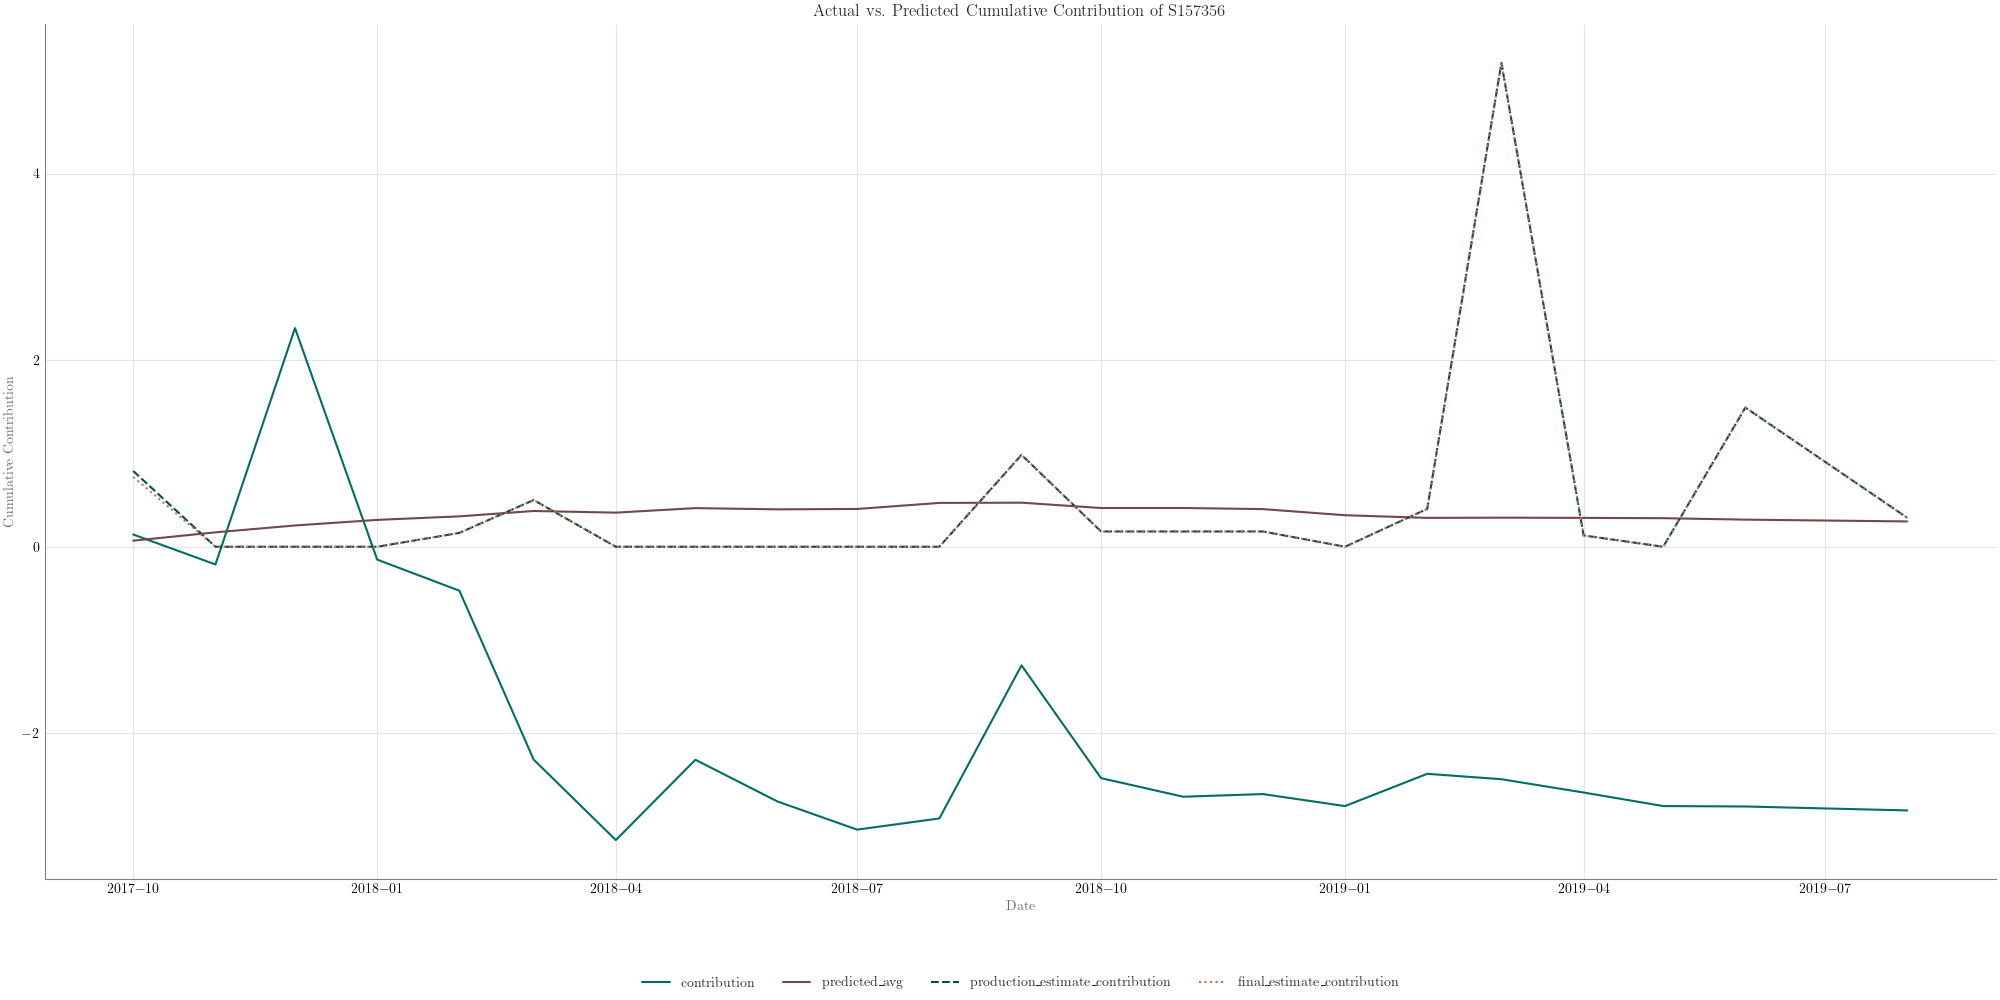 Actual vs. Predicted Cumulative Contribution of S157356
Cumulative Contribution
4
2
0
−2
2017−10 2018−01 2018−04 2018−07 2018−10 2019−01 2019−04 2019−07
Date
contribution predicted_avg production_estimate_contribution final_estimate_contribution